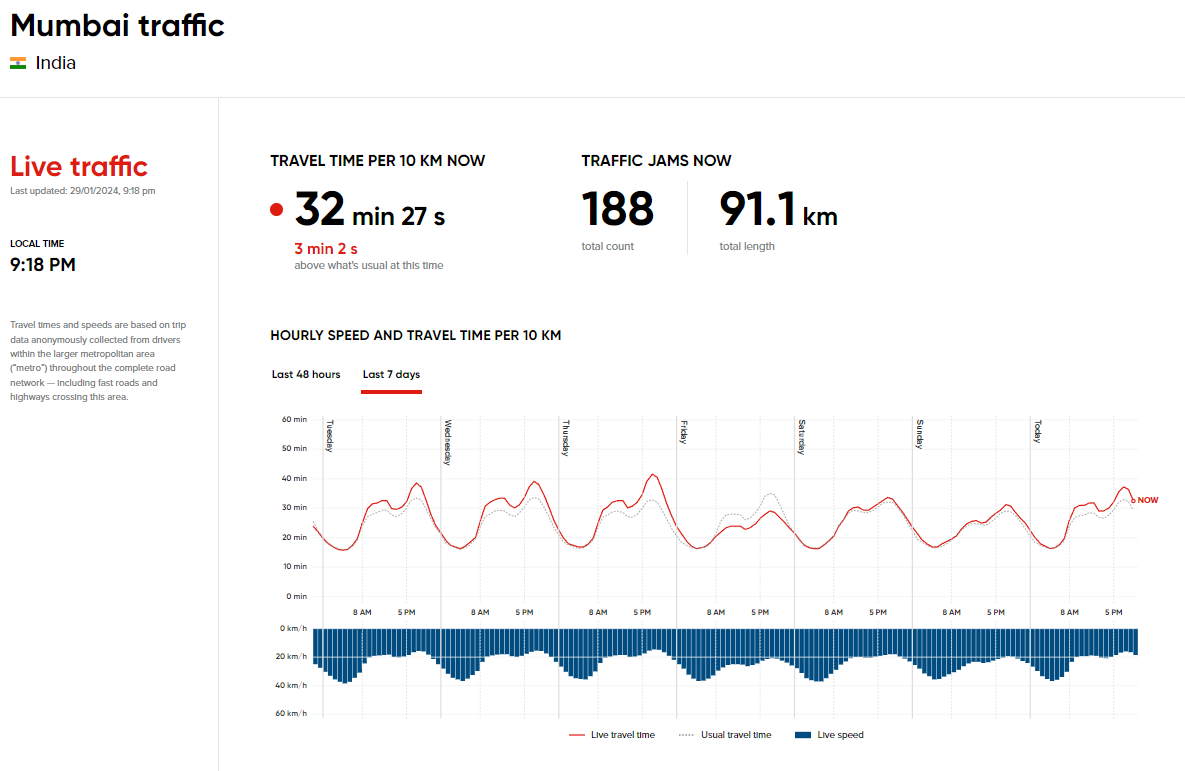 Mumbai traffic
India
Live traffic
Last updated: 29/01/2024, 9:18 pm
LOCAL TIME
9:18 PM
Travel times and speeds are based on trip
data anonymously collected from drivers
within the larger metropolitan area
("metro") throughout the complete road
network — including fast roads and
highways crossing this area.
TRAVEL TIME PER 10 KM NOW
32 min 27 s
3 min 2 s
above what's usual at this time
TRAFFIC JAMS NOW
188
total count
91.1 km
total length
HOURLY SPEED AND TRAVEL TIME PER 10 KM
Last 48 hours
Last 7 days
60 min
50 min
40 min
30 min
20 min
10 min
0 min
Tuesday
Wednesday
Thursday
Friday
Saturday
Sunday
Today
NOW
8 AM 5 PM 8 AM 5 PM 8 AM 5 PM 8 AM 5 PM 8 AM 5 PM 8 AM 5 PM 8 AM 5 PM
0 km/h
20 km/h
40 km/h
60 km/h
Live travel time Usual travel time Live speed